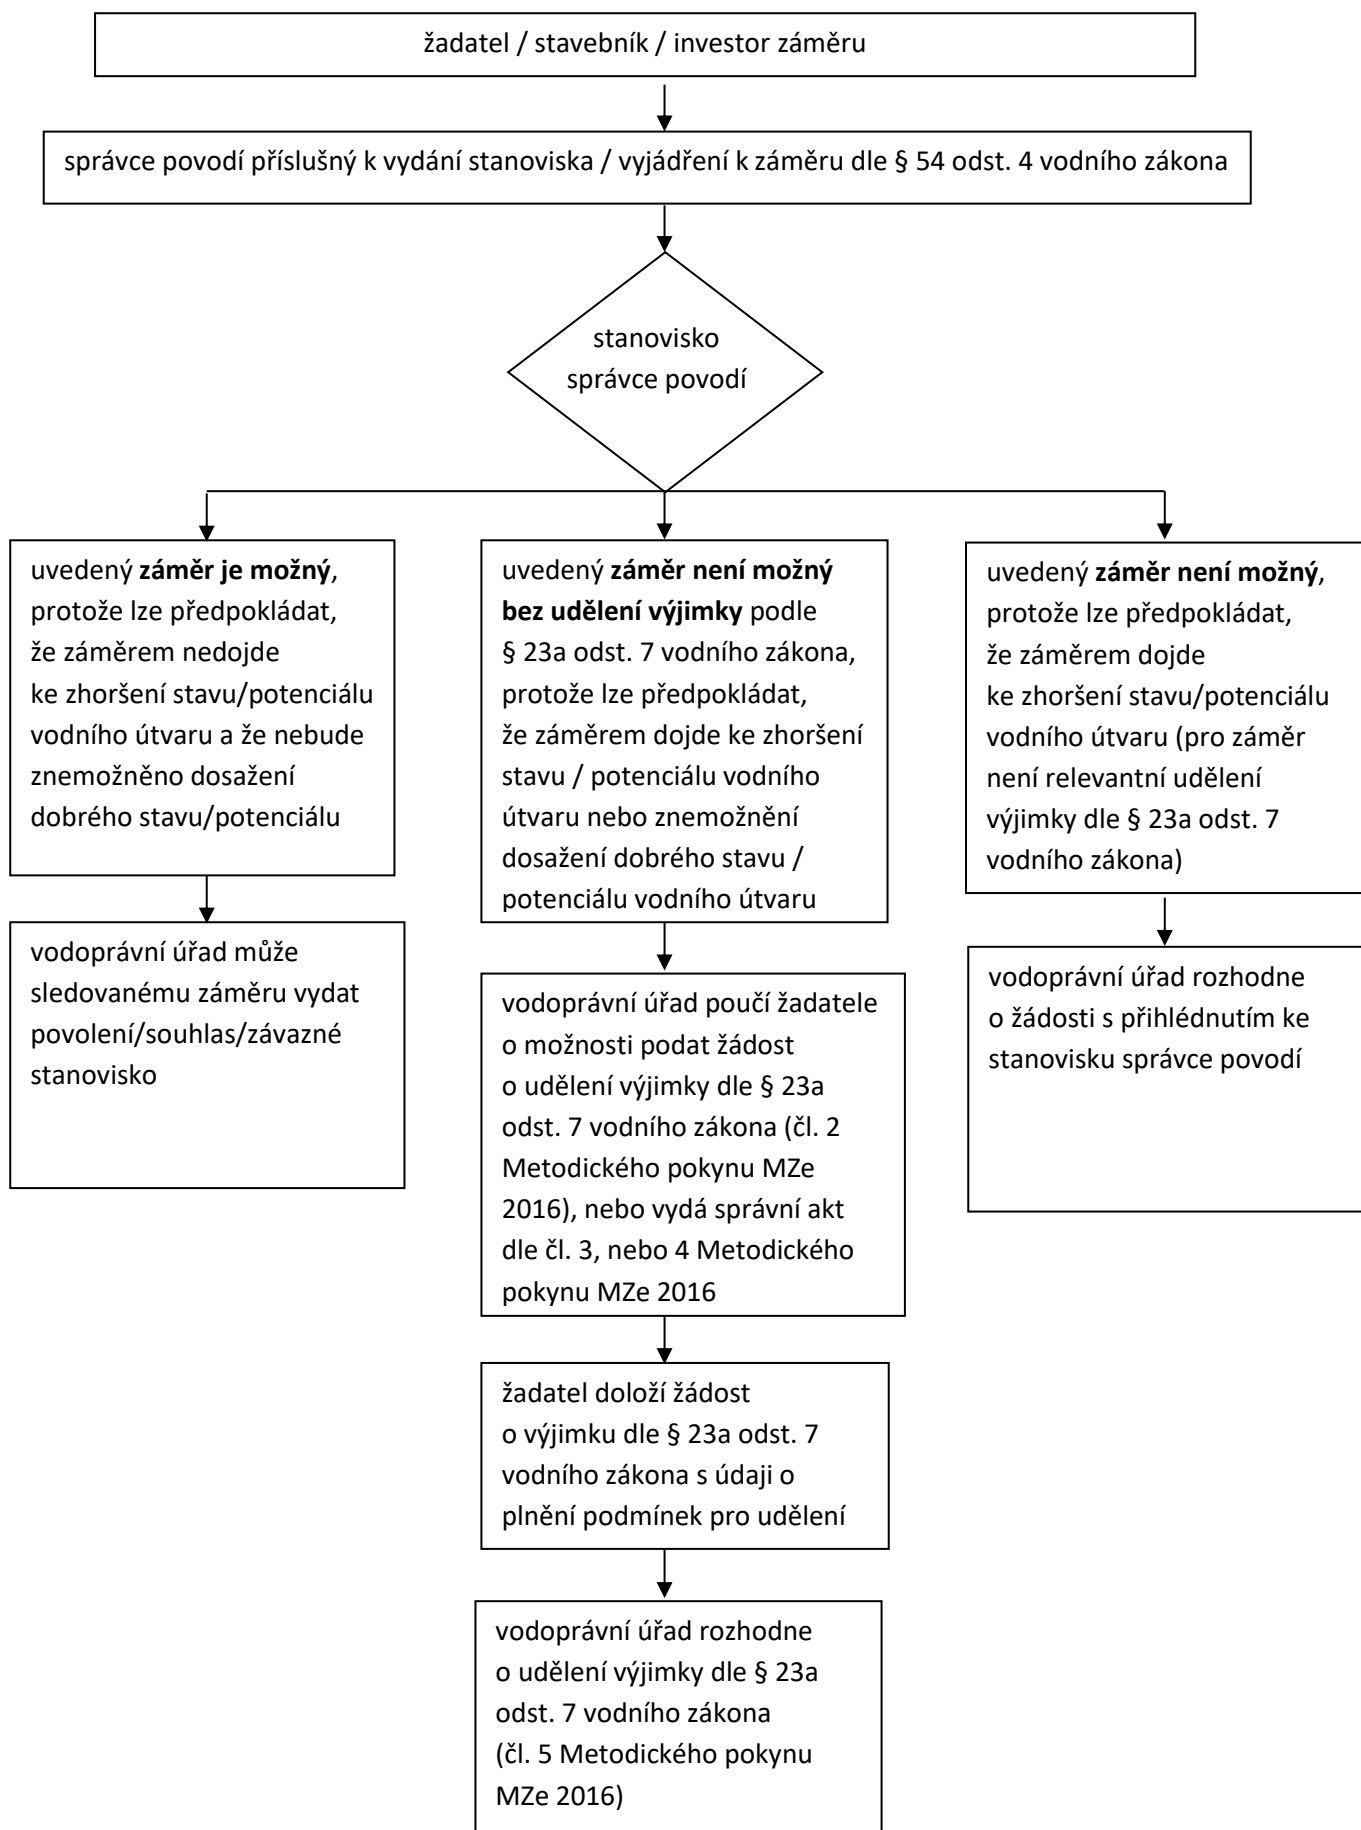 žadatel / stavebník / investor záměru
správce povodí příslušný k vydání stanoviska / vyjádření k záměru dle § 54 odst. 4 vodního zákona
stanovisko
správce povodí
uvedený záměr je možný,
protože lze předpokládat,
že záměrem nedojde
ke zhoršení stavu/potenciálu
vodního útvaru a že nebude
znemožněno dosažení
dobrého stavu/potenciálu
vodoprávní úřad může
sledovanému záměru vydat
povolení/souhlas/závazné
stanovisko
uvedený záměr není možný
bez udělení výjimky podle
§ 23a odst. 7 vodního zákona,
protože lze předpokládat,
že záměrem dojde ke zhoršení
stavu / potenciálu vodního
útvaru nebo znemožnění
dosažení dobrého stavu /
potenciálu vodního útvaru
vodoprávní úřad poučí žadatele
o možnosti podat žádost
o udělení výjimky dle § 23a
odst. 7 vodního zákona (čl. 2
Metodického pokynu MZe
2016), nebo vydá správní akt
dle čl. 3, nebo 4 Metodického
pokynu MZe 2016
žadatel doloží žádost
o výjimku dle § 23a odst. 7
vodního zákona s údaji o
plnění podmínek pro udělení
vodoprávní úřad rozhodne
o udělení výjimky dle § 23a
odst. 7 vodního zákona
(čl. 5 Metodického pokynu
MZe 2016)
uvedený záměr není možný,
protože lze předpokládat,
že záměrem dojde
ke zhoršení stavu/potenciálu
vodního útvaru (pro záměr
není relevantní udělení
výjimky dle § 23a odst. 7
vodního zákona)
vodoprávní úřad rozhodne
o žádosti s přihlédnutím ke
stanovisku správce povodí